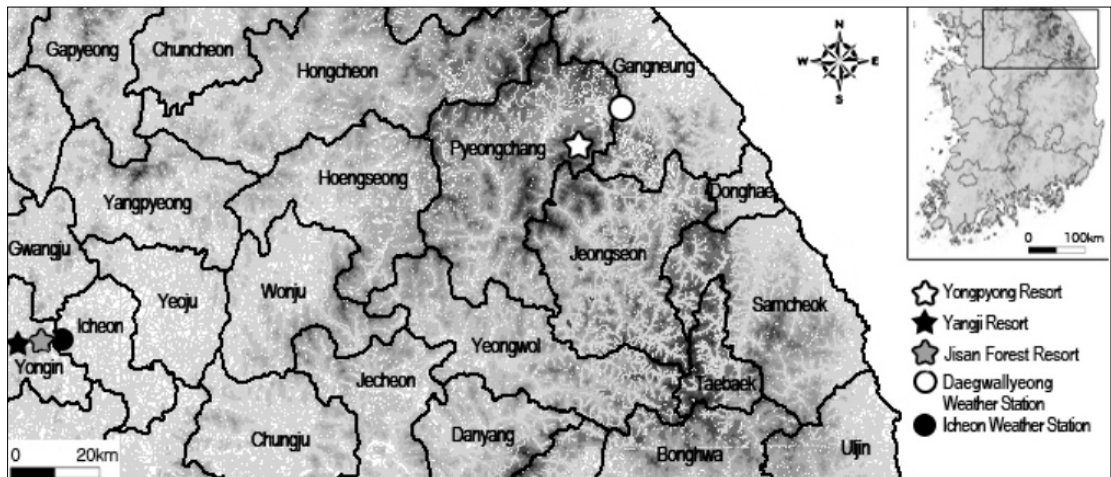 Gapyeong
Chuncheon
Hongcheon
Gangneung
N
W E
S
Pyeongchang
Hoengseong
Yangpyeong
Donghae
Gwangju
Jeongseon
Yeoju
Wonju
Samcheok
Icheon
Yongin
Yeongwol
Jecheon
Taebaek
Chungju
Danyang
Bonghwa
Uljin
0 20km
0 100km
Yongpyong Resort
Yangji Resort
Jisan Forest Resort
Daegwallyeong
Weather Station
Icheon Weather Station